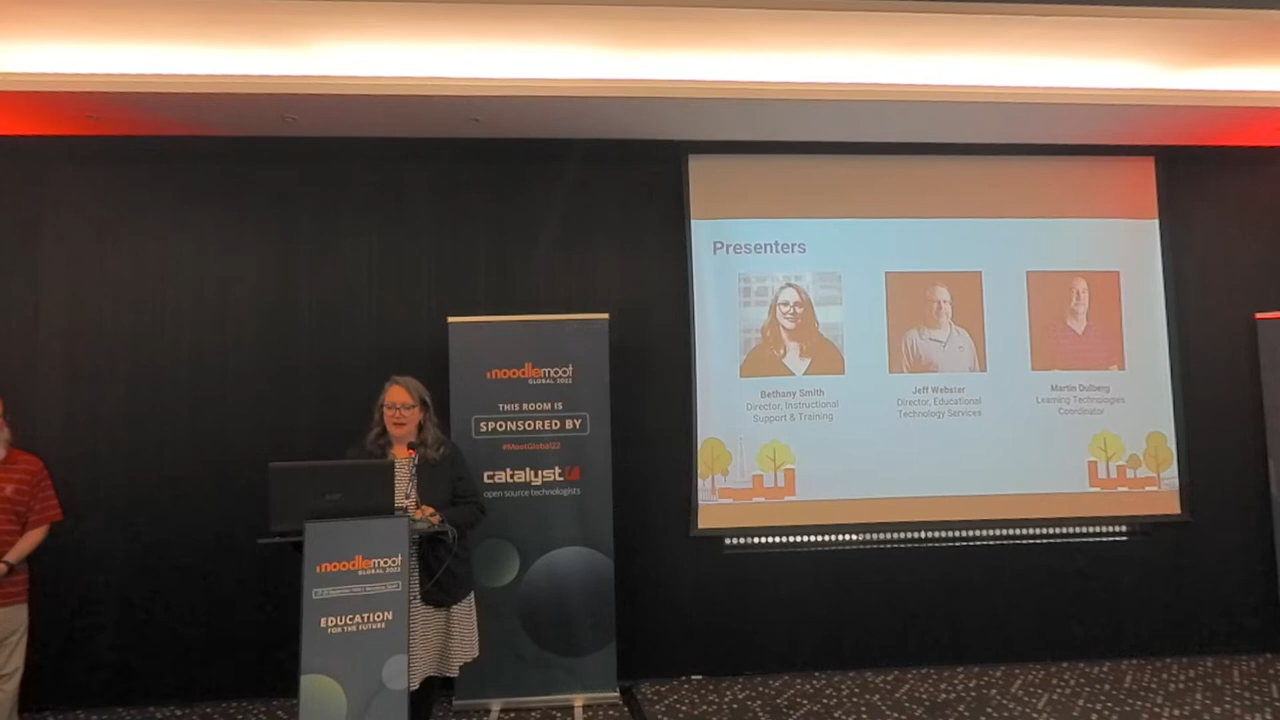 moodlemoot
GLOBAL 2022
THIS ROOM IS
SPONSORED BY
#MootGlobal22
catalyst
open source technologists
moodlemoot
GLOBAL 2022
EDUCATION
FOR THE FUTURE
Presenters
Bethany Smith
Director, Instructional
Support & Training
Jeff Webster
Director, Educational
Technology Services
Martin Dulberg
Learning Technologies
Coordinator